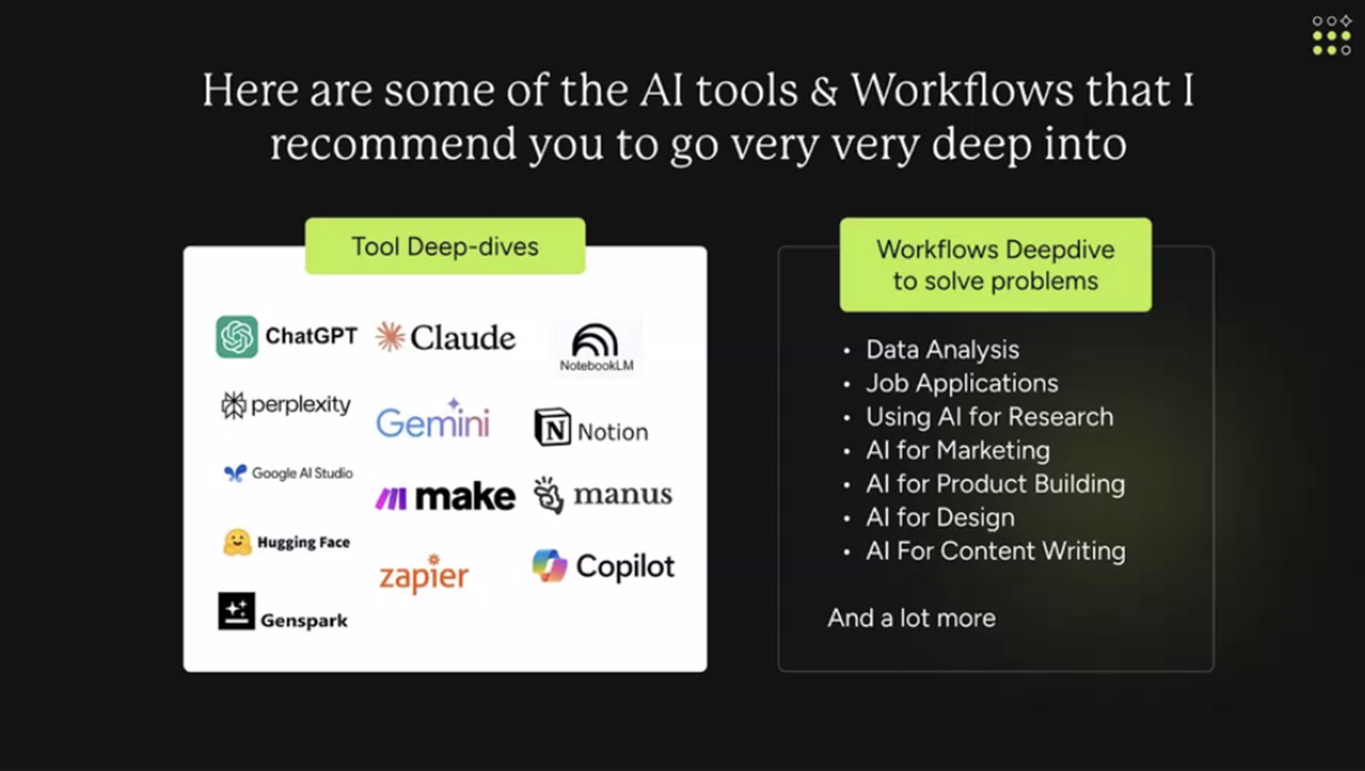 Here are some of the AI tools & Workflows that I
recommend you to go very very deep into
Tool Deep-dives
ChatGPT
Claude
NotebookLM
perplexity
Gemini
Notion
Google AI Studio
make
manus
Hugging Face
zapier
Copilot
Genspark
Workflows Deepdive
to solve problems
• Data Analysis
• Job Applications
• Using AI for Research
• AI for Marketing
• AI for Product Building
• AI for Design
• AI For Content Writing
And a lot more